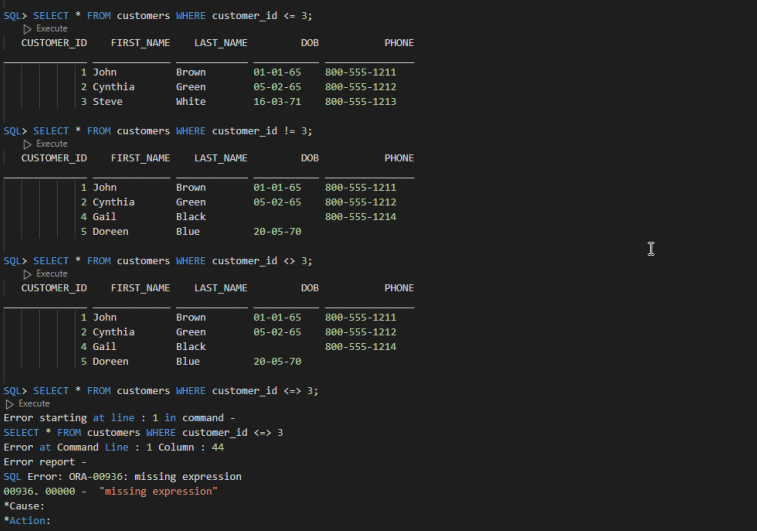 SQL> SELECT * FROM customers WHERE customer_id <= 3;
Execute
CUSTOMER_ID FIRST_NAME LAST_NAME DOB PHONE
1 John Brown 01-01-65 800-555-1211
2 Cynthia Green 05-02-65 800-555-1212
3 Steve White 16-03-71 800-555-1213
SQL> SELECT * FROM customers WHERE customer_id != 3;
Execute
CUSTOMER_ID FIRST_NAME LAST_NAME DOB PHONE
1 John Brown 01-01-65 800-555-1211
2 Cynthia Green 05-02-65 800-555-1212
4 Gail Black 800-555-1214
5 Doreen Blue 20-05-70
SQL> SELECT * FROM customers WHERE customer_id <> 3;
Execute
CUSTOMER_ID FIRST_NAME LAST_NAME DOB PHONE
1 John Brown 01-01-65 800-555-1211
2 Cynthia Green 05-02-65 800-555-1212
4 Gail Black 800-555-1214
5 Doreen Blue 20-05-70
SQL> SELECT * FROM customers WHERE customer_id <=> 3;
Execute
Error starting at line : 1 in command -
SELECT * FROM customers WHERE customer_id <=> 3
Error at Command Line : 1 Column : 44
Error report -
SQL Error: ORA-00936: missing expression
00936. 00000 - "missing expression"
*Cause:
*Action: